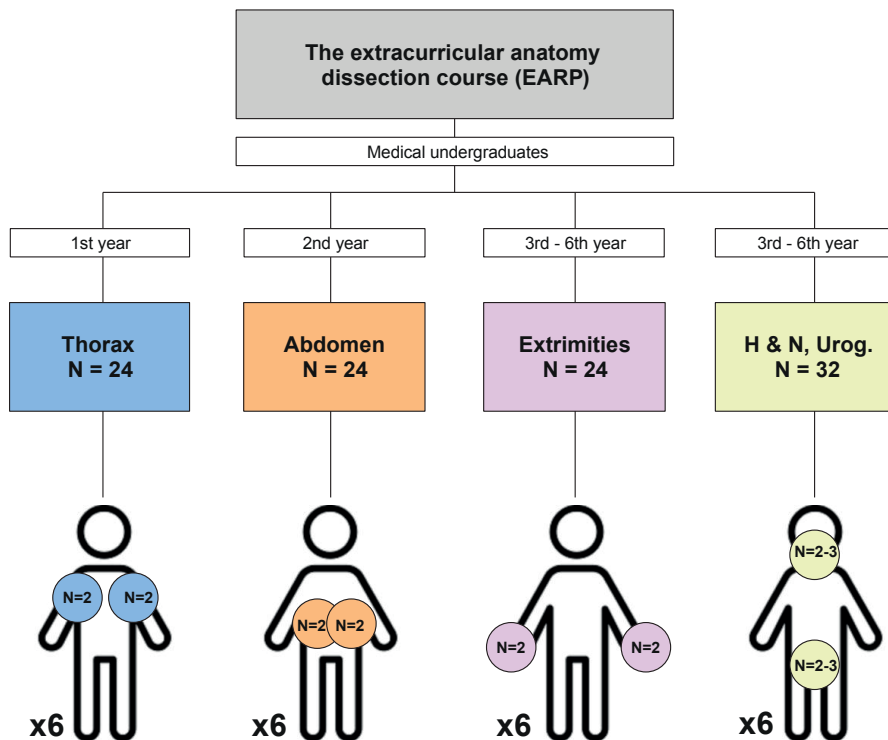 The extracurricular anatomy
dissection course (EARP)
Medical undergraduates
1st year
2nd year
3rd - 6th year
3rd - 6th year
Thorax
N = 24
Abdomen
N = 24
Extrimities
N = 24
H & N, Urog.
N = 32
N=2
N=2
N=2
N=2
N=2
N=2
N=2-3
N=2-3
x6
x6
x6
x6